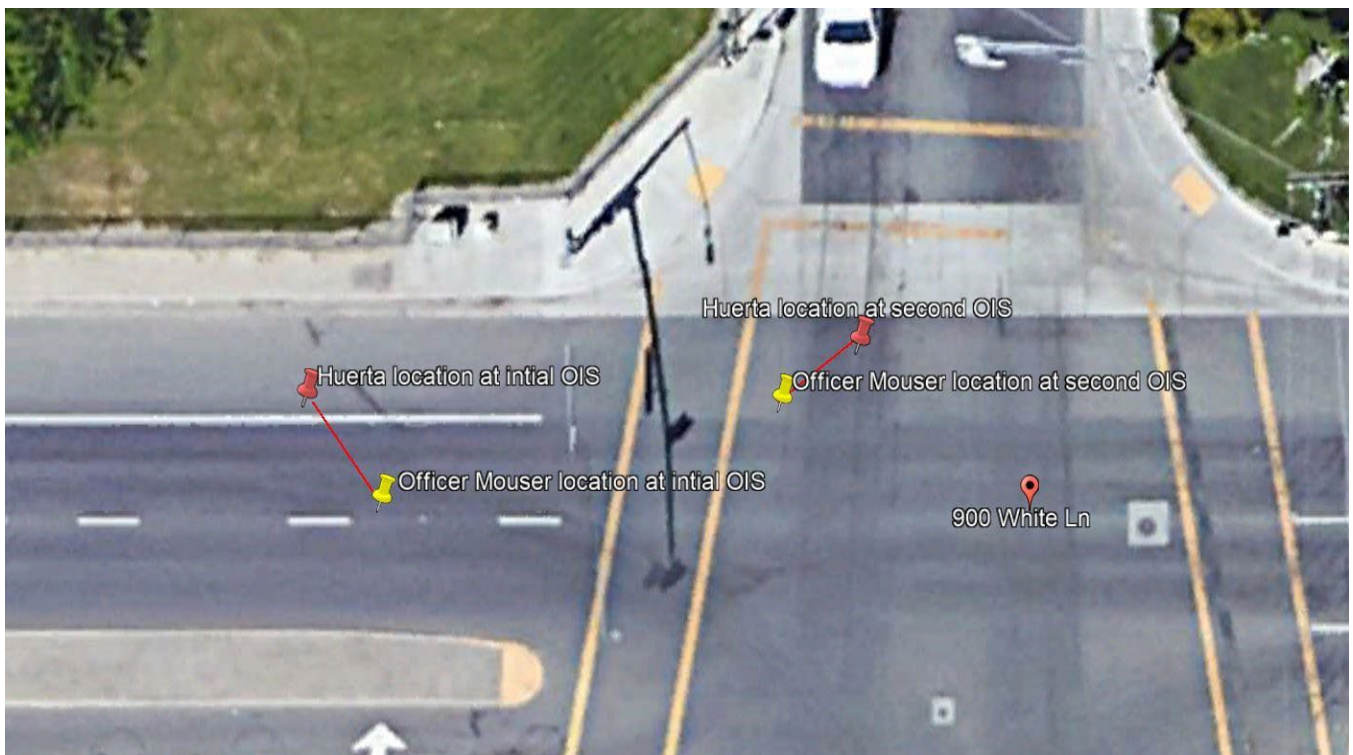 Huerta location at second OIS
Huerta location at intial OIS
Officer Mouser location at second OIS
Officer Mouser location at intial OIS
900 White Ln